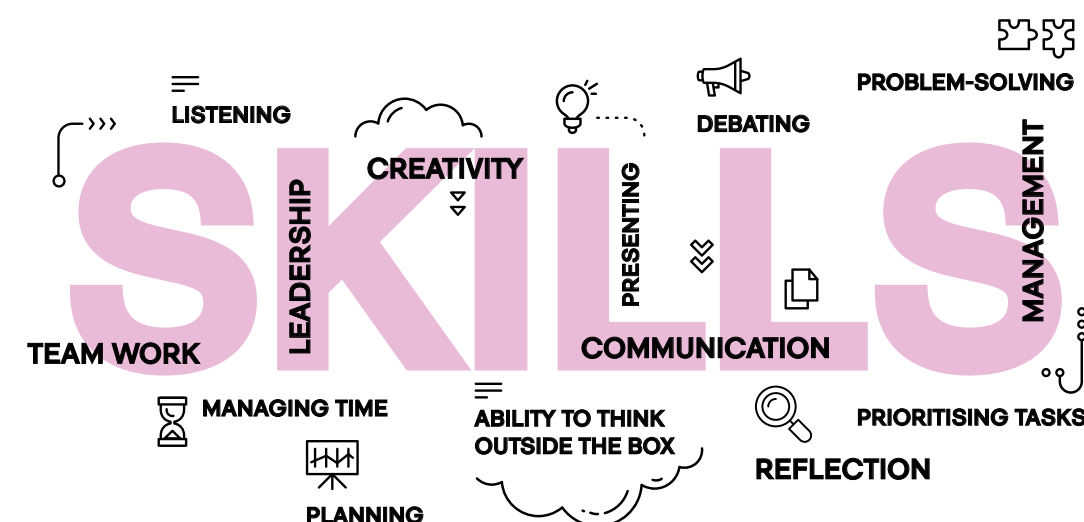 PROBLEM-SOLVING
LISTENING
DEBATING
CREATIVITY
SKILLS
LEADERSHIP
PRESENTING
MANAGEMENT
TEAM WORK
COMMUNICATION
MANAGING TIME
ABILITY TO THINK
OUTSIDE THE BOX
PRIORITISING TASKS
REFLECTION
PLANNING